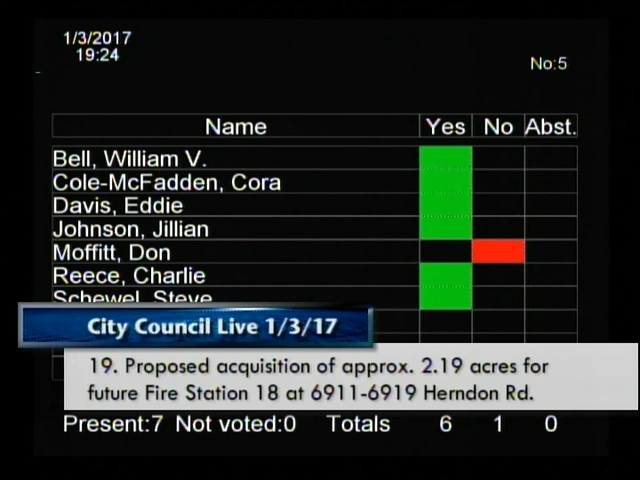 1/3/2017
19:24
No:5
Name Yes No Abst.
Bell, William V.
Cole-McFadden, Cora
Davis, Eddie
Johnson, Jillian
Moffitt, Don
Reece, Charlie
Schewel, Steve
City Council Live 1/3/17
19. Proposed acquisition of approx. 2.19 acres for
future Fire Station 18 at 6911-6919 Herndon Rd.
Present:7 Not voted:0 Totals 6 1 0